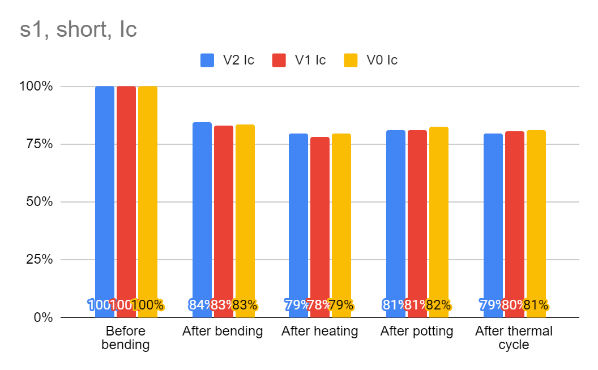 s1, short, Ic
V2 Ic V1 Ic V0 Ic
100%
75%
50%
25%
0%
100% 100% 100% 84% 83% 83% 79% 78% 79% 81% 81% 82% 79% 80% 81%
Before bending After bending After heating After potting After thermal cycle